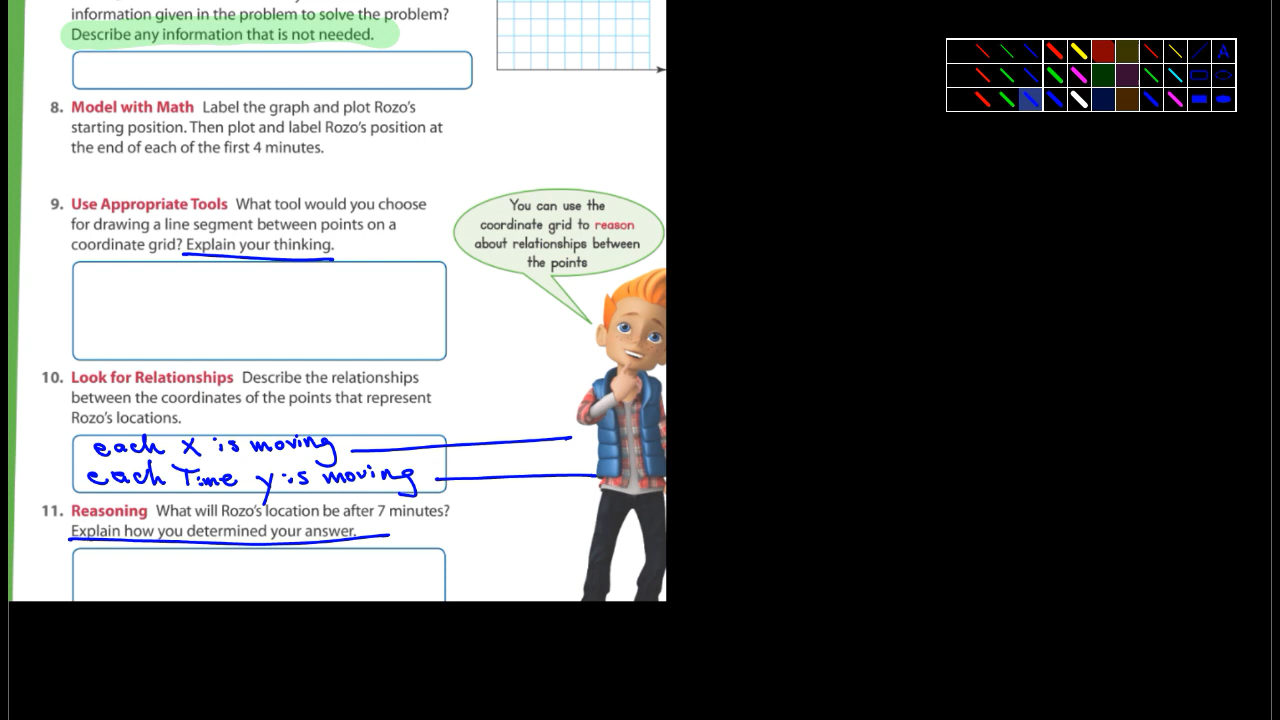 information given in the problem to solve the problem?
Describe any information that is not needed.
8. Model with Math Label the graph and plot Rozo's
starting position. Then plot and label Rozo's position at
the end of each of the first 4 minutes.
9. Use Appropriate Tools What tool would you choose
for drawing a line segment between points on a
coordinate grid? Explain your thinking.
You can use the
coordinate grid to reason
about relationships between
the points
10. Look for Relationships Describe the relationships
between the coordinates of the points that represent
Rozo's locations.
each x is moving
each Time y is moving
11. Reasoning What will Rozo's location be after 7 minutes?
Explain how you determined your answer.
A